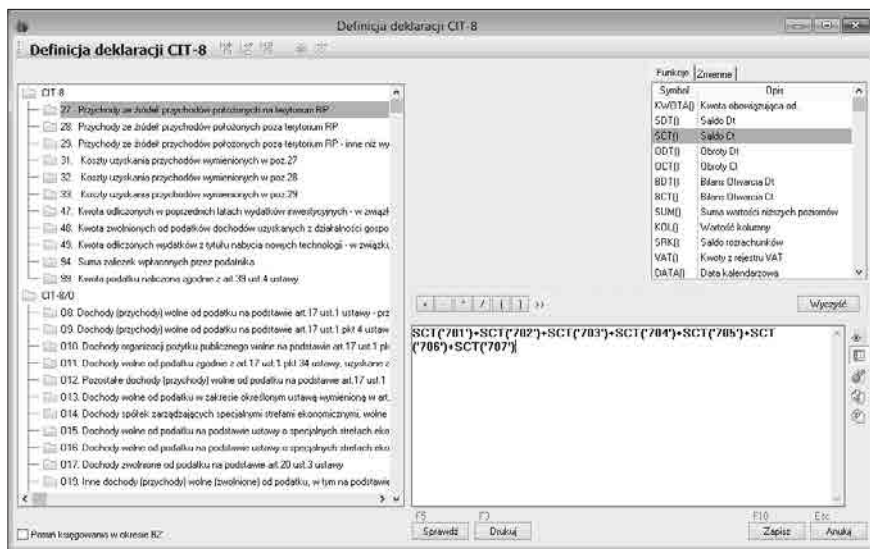 Definicja deklaracji CIT-8
Definicja deklaracji CIT-8
CIT-8
27. Przychody ze źródeł przychodów położonych na terytorium RP
28. Przychody ze źródeł przychodów położonych poza terytorium RP
29. Przychody ze źródeł przychodów położonych poza terytorium RP - inne niż wy
31. Koszty uzyskania przychodów wymienionych w poz.27
32. Koszty uzyskania przychodów wymienionych w poz.28
33. Koszty uzyskania przychodów wymienionych w poz.29
47. Kwota odliczonych w poprzednich latach wydatków inwestycyjnych - w związk
48. Kwota zwolnionych od podatków dochodów uzyskanych z działalności gospo
49. Kwota odliczonych wydatków z tytułu nabycia nowych technologi - w związku
94. Suma zaliczek wpłaconych przez podatnika
99. Kwota podatku naliczona zgodnie z art.39 ust.4 ustawy
CIT-8/O
O8. Dochody (przychody) wolne od podatku na podstawie art.17 ust.1 ustawy - prz
O9. Dochody (przychody) wolne od podatku na podstawie art.17 ust.1 pkt 4 ustaw
O10. Dochody organizacji pożytku publicznego wolne na podstawie art.17 ust.1 pk
O11. Dochody wolne od podatku zgodnie z art.17 ust.1 pkt 34 ustawy, uzyskane z
O12. Pozostałe dochody (przychody) wolne od podatku na podstawie art.17 ust.1
O13. Dochody wolne od podatku w zakresie określonym ustawą wymienioną w art.
O14. Dochody spółek zarządzających specjalnymi strefami ekonomicznymi, wolne
O15. Dochody wolne od podatku na podstawie ustawy o specjalnych strefach eko
O16. Dochody wolne od podatku na podstawie ustawy o specjalnych strefach eko
O17. Dochody zwolnione od podatku na podstawie art.20 ust.3 ustawy
O19. Inne dochody (przychody) wolne (zwolnione) od podatku, w tym na podstawie
Pomiń księgowania w okresie BZ
Funkcje Zmienne
Symbol Opis
KWOTA() Kwota obowiązująca od
SDT() Saldo Dt
SCT() Saldo Ct
ODT() Obroty Dt
OCT() Obroty Ct
BDT() Bilans Otwarcia Dt
BCT() Bilans Otwarcia Ct
SUM() Suma wartości niższych poziomów
KOL() Wartość kolumny
SRK() Saldo rozrachunków
VAT() Kwoty z rejestru VAT
DATA() Data kalendarzowa
+ - * / ( ) >>
Wyczyść
SCT('701')+SCT('702')+SCT('703')+SCT('704')+SCT('705')+SCT
('706')+SCT('707')
F5 F10 Esc
Sprawdź Drukuj Zapisz Anuluj